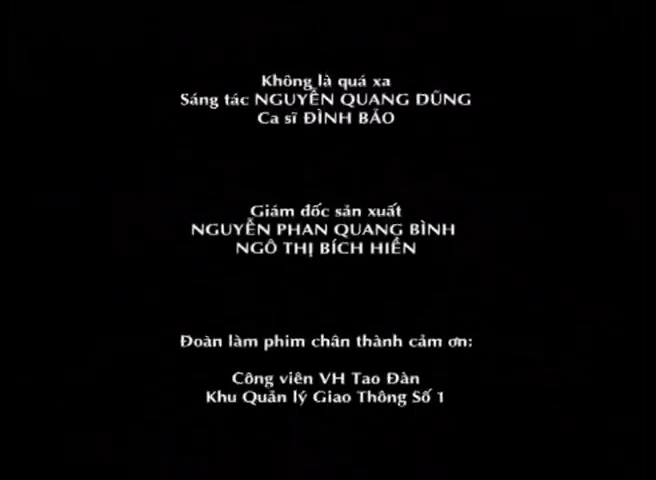 Không là quá xa
Sáng tác NGUYỄN QUANG DŨNG
Ca sĩ ĐÌNH BẢO
Giám đốc sản xuất
NGUYỄN PHAN QUANG BÌNH
NGÔ THỊ BÍCH HIỀN
Đoàn làm phim chân thành cảm ơn:
Công viên VH Tao Đàn
Khu Quản lý Giao Thông Số 1